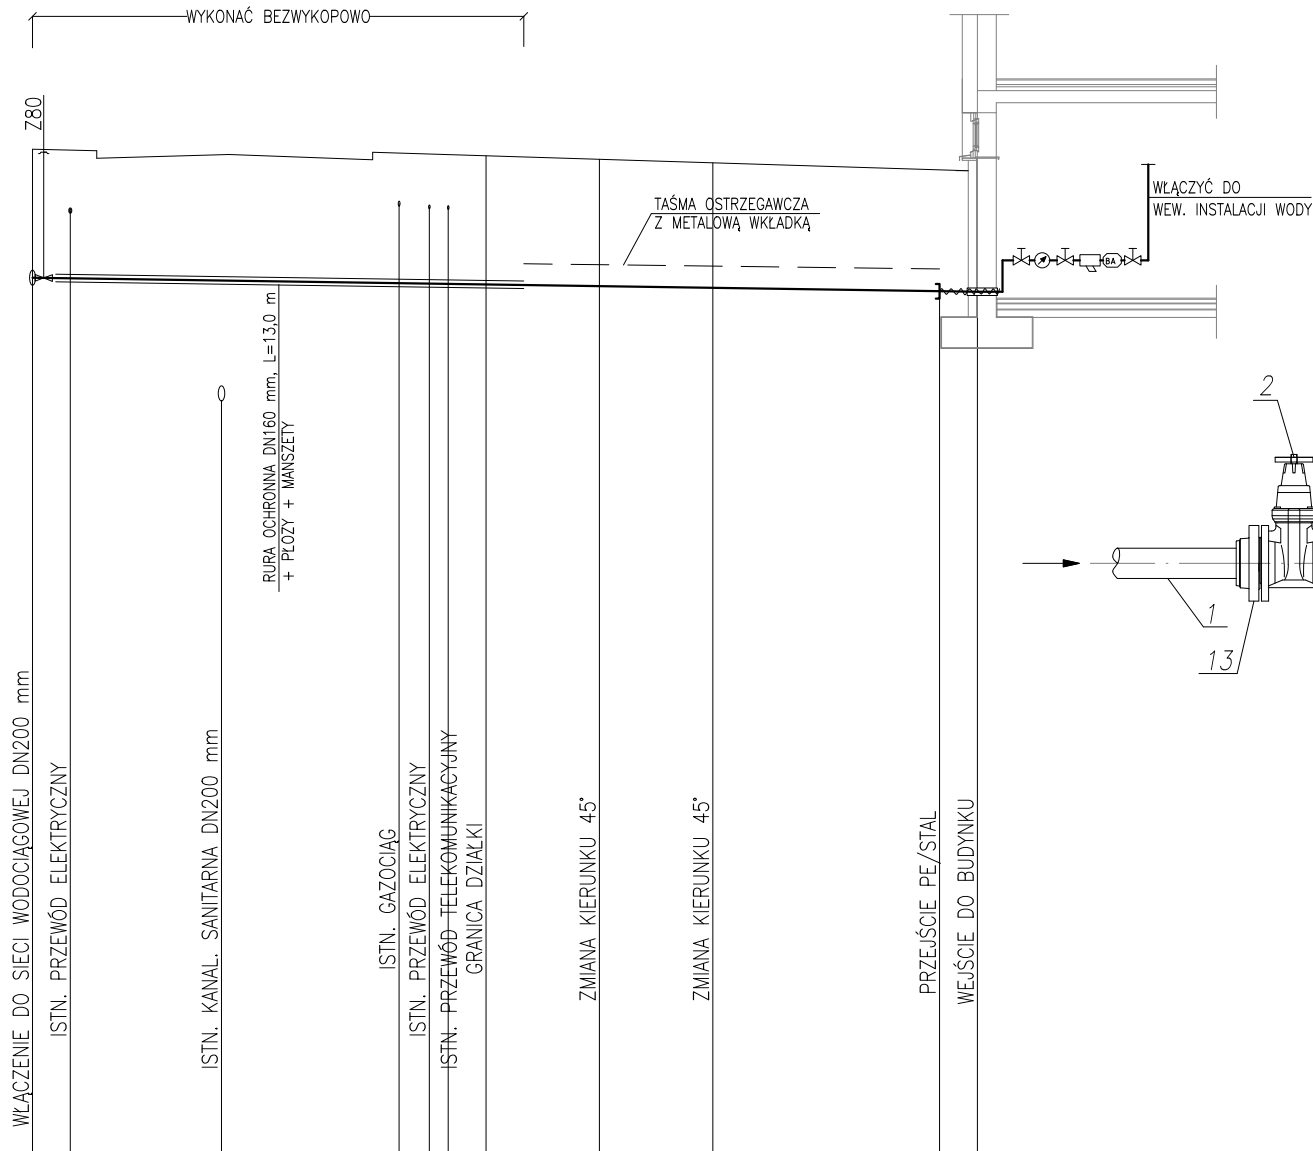 WYKONAĆ BEZWYKOPOWO
Z80
TAŚMA OSTRZEGAWCZA
Z METALOWĄ WKŁADKĄ
WŁĄCZYĆ DO
WEW. INSTALACJI WODY
BA
RURA OCHRONNA DN160 mm, L=13,0 m
+ PŁOZY + MANSZETY
2
1
13
WŁĄCZENIE DO SIECI WODOCIĄGOWEJ DN200 mm
ISTN. PRZEWÓD ELEKTRYCZNY
ISTN. KANAL. SANITARNA DN200 mm
ISTN. GAZOCIĄG
ISTN. PRZEWÓD ELEKTRYCZNY
ISTN. PRZEWÓD TELEKOMUNIKACYJNY
GRANICA DZIAŁKI
ZMIANA KIERUNKU 45°
ZMIANA KIERUNKU 45°
PRZEJŚCIE PE/STAL
WEJŚCIE DO BUDYNKU